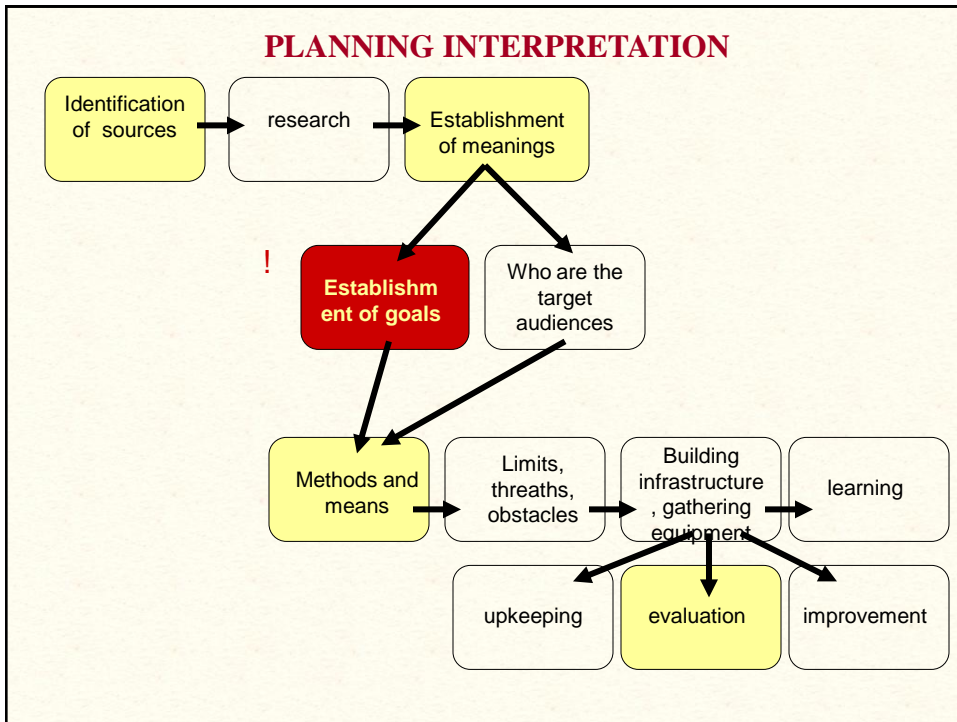 PLANNING INTERPRETATION
Identification
of sources
research
Establishment
of meanings
!
Establishm
ent of goals
Who are the
target
audiences
Methods and
means
Limits,
threaths,
obstacles
Building
infrastructure
, gathering
equipment
learning
upkeeping
evaluation
improvement